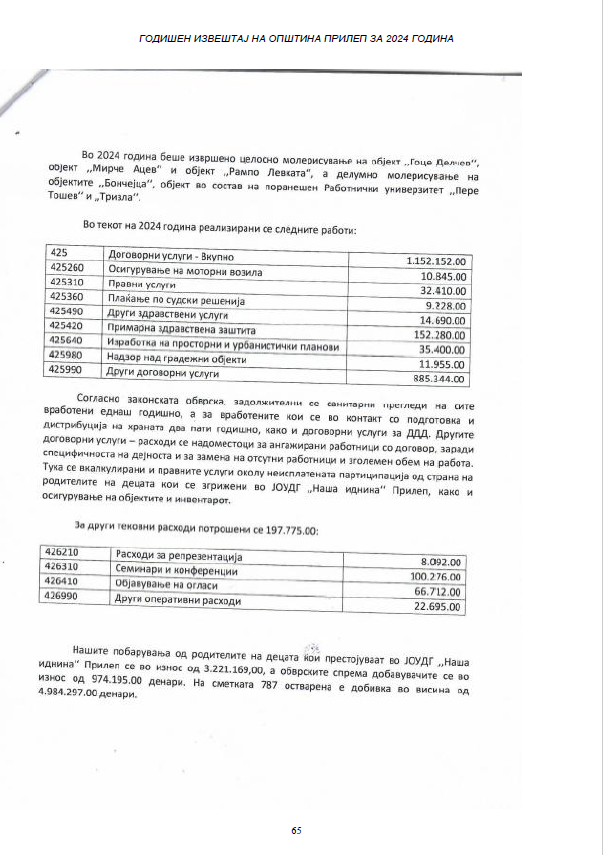 ГОДИШЕН ИЗВЕШТАЈ НА ОПШТИНА ПРИЛЕП ЗА 2024 ГОДИНА
Во 2024 година беше извршено целосно молерисување на објект „Гоце Делчев“,
објект „Мирче Ацев“ и објект „Рампо Левката“, а делумно молерисување на
објектите „Бончејца“, објект во состав на поранешен Работнички универзитет „Пере
Тошев“ и „Тризла“.
Во текот на 2024 година реализирани се следните работи:
425 Договорни услуги - Вкупно 1.152.152.00
425260 Осигурување на моторни возила 10.845.00
425310 Правни услуги 32.410.00
425360 Плаќање по судски решенија 9.228.00
425490 Други здравствени услуги 14.690.00
425420 Примарна здравствена заштита 152.280.00
425640 Изработка на просторни и урбанистички планови 35.400.00
425980 Надзор над градежни објекти 11.955.00
425990 Други договорни услуги 885.344.00
Согласно законската обврска, задолжителни се санитарни прегледи на сите
вработени еднаш годишно, а за вработените кои се во контакт со подготовка и
дистрибуција на храната два пати годишно, како и договорни услуги за ДДД. Другите
договорни услуги – расходи се надоместоци за ангажирани работници со договор, заради
специфичноста на дејноста и за замена на отсутни работници и зголемен обем на работа.
Тука се вкалкулирани и правните услуги околу неисплатената партиципација од страна на
родителите на децата кои се згрижени во ЈОУДГ „Наша иднина“ Прилеп, како и
осигурување на објектите и инвентарот.
За други тековни расходи потрошени се 197.775.00:
426210 Расходи за репрезентација 8.092.00
426310 Семинари и конференции 100.276.00
426410 Објавување на огласи 66.712.00
426990 Други оперативни расходи 22.695.00
Нашите побарувања од родителите на децата кои престојуваат во ЈОУДГ „Наша
иднина“ Прилеп се во износ од 3.221.169,00, а обврските спрема добавувачите се во
износ од 974.195.00 денари. На сметката 787 остварена е добивка во висина од
4.984.297.00 денари.
65